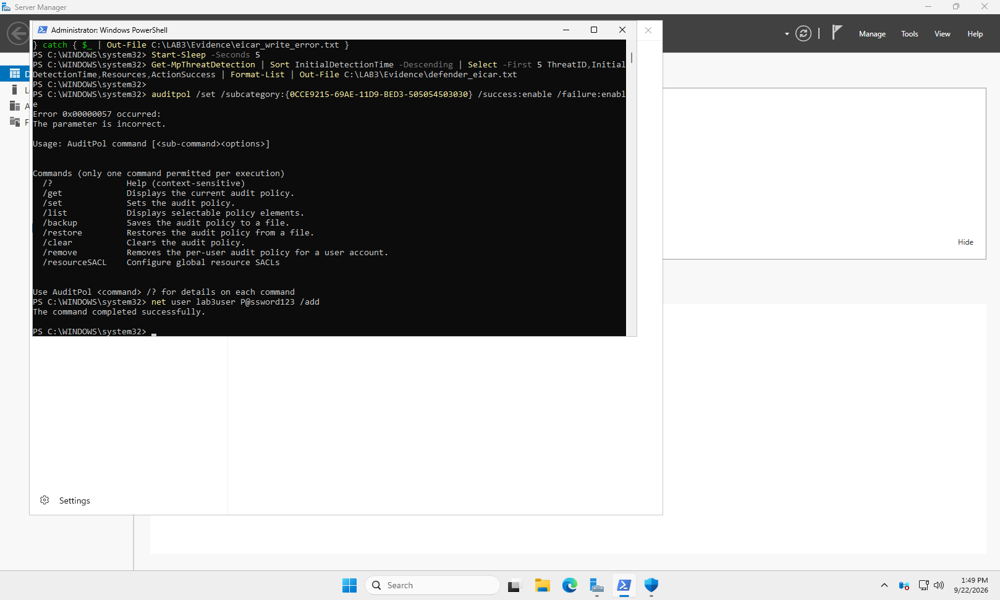 Server Manager
Administrator: Windows PowerShell
Manage
Tools
View
Help
} catch { $_ | Out-File C:\LAB3\Evidence\eicar_write_error.txt }
PS C:\WINDOWS\system32> Start-Sleep -Seconds 5
PS C:\WINDOWS\system32> Get-MpThreatDetection | Sort InitialDetectionTime -Descending | Select -First 5 ThreatID,Initial
DetectionTime,Resources,ActionSuccess | Format-List | Out-File C:\LAB3\Evidence\defender_eicar.txt
PS C:\WINDOWS\system32>
PS C:\WINDOWS\system32> auditpol /set /subcategory:{0CCE9215-69AE-11D9-BED3-505054503030} /success:enable /failure:enabl
e
Error 0x00000057 occurred:
The parameter is incorrect.
Usage: AuditPol command [<sub-command><options>]
Commands (only one command permitted per execution)
/? Help (context-sensitive)
/get Displays the current audit policy.
/set Sets the audit policy.
/list Displays selectable policy elements.
/backup Saves the audit policy to a file.
/restore Restores the audit policy from a file.
/clear Clears the audit policy.
/remove Removes the per-user audit policy for a user account.
/resourceSACL Configure global resource SACLs
Use AuditPol <command> /? for details on each command
PS C:\WINDOWS\system32> net user lab3user P@ssword123 /add
The command completed successfully.
PS C:\WINDOWS\system32>
D
L
A
F
Hide
Settings
Search
1:49 PM
9/22/2026